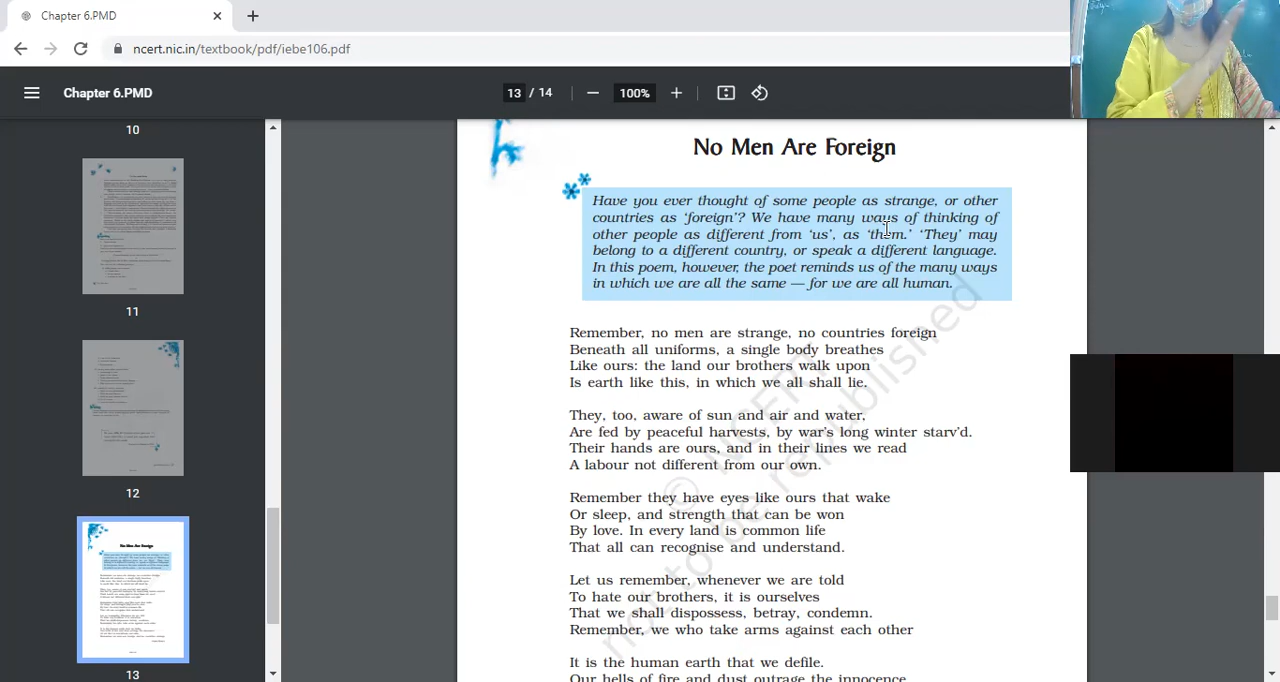 Chapter 6.PMD
ncert.nic.in/textbook/pdf/iebe106.pdf
Chapter 6.PMD
13 / 14
100%
10
11
12
13
No Men Are Foreign
Have you ever thought of some people as strange, or other
countries as ‘foreign’? We have many ways of thinking of
other people as different from ‘us’, as ‘them.’ ‘They’ may
belong to a different country, or speak a different language.
In this poem, however, the poet reminds us of the many ways
in which we are all the same — for we are all human.
Remember, no men are strange, no countries foreign
Beneath all uniforms, a single body breathes
Like ours: the land our brothers walk upon
Is earth like this, in which we all shall lie.
They, too, aware of sun and air and water,
Are fed by peaceful harvests, by war’s long winter starv’d.
Their hands are ours, and in their lines we read
A labour not different from our own.
Remember they have eyes like ours that wake
Or sleep, and strength that can be won
By love. In every land is common life
That all can recognise and understand.
Let us remember, whenever we are told
To hate our brothers, it is ourselves
That we shall dispossess, betray, condemn.
Remember, we who take arms against each other
It is the human earth that we defile.
Our hells of fire and dust outrage the innocence
© NCERT
not to be republished